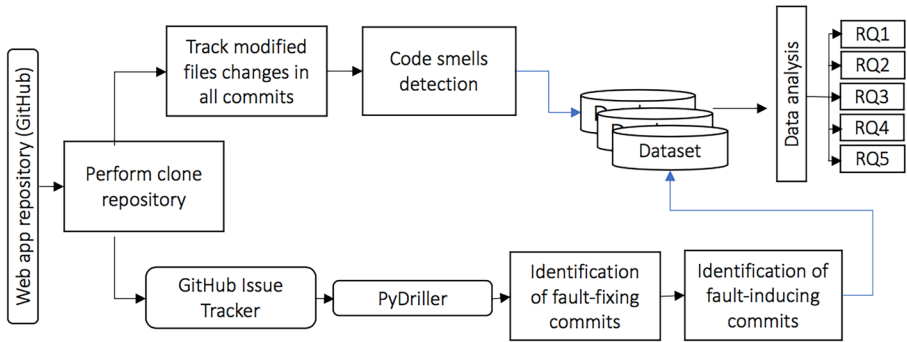 Web app repository (GitHub)
Perform clone
repository
Track modified
files changes in
all commits
Code smells
detection
GitHub Issue
Tracker
PyDriller
Identification
of fault-fixing
commits
Identification of
fault-inducing
commits
Dataset
Data analysis
RQ1
RQ2
RQ3
RQ4
RQ5